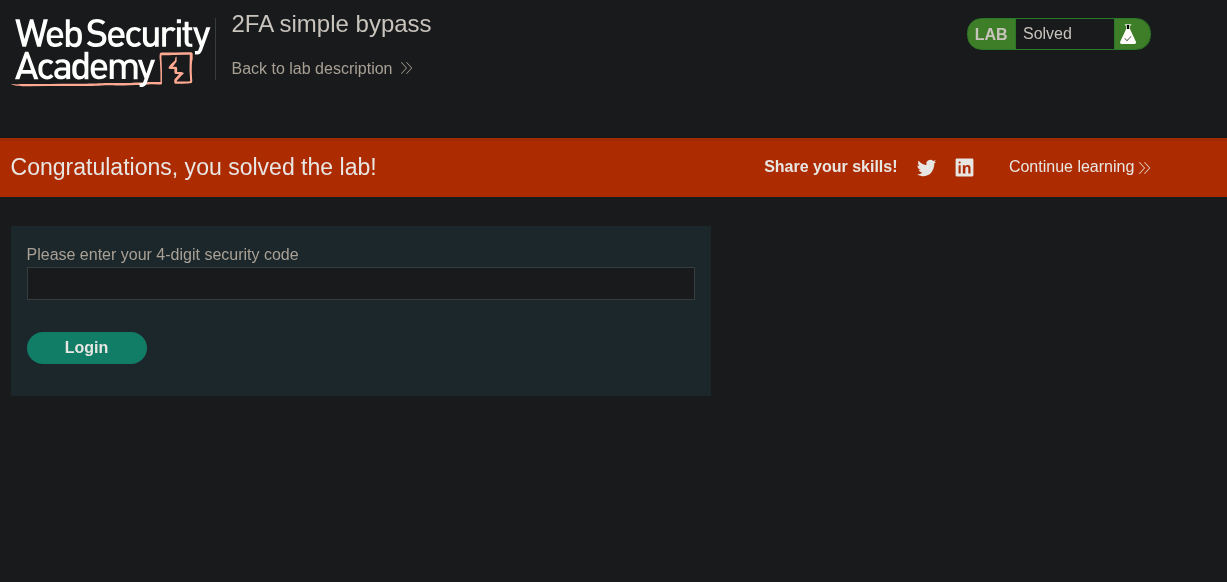 Web Security
Academy
2FA simple bypass
Back to lab description
LAB Solved
Congratulations, you solved the lab!
Share your skills!
Continue learning
Please enter your 4-digit security code
Login